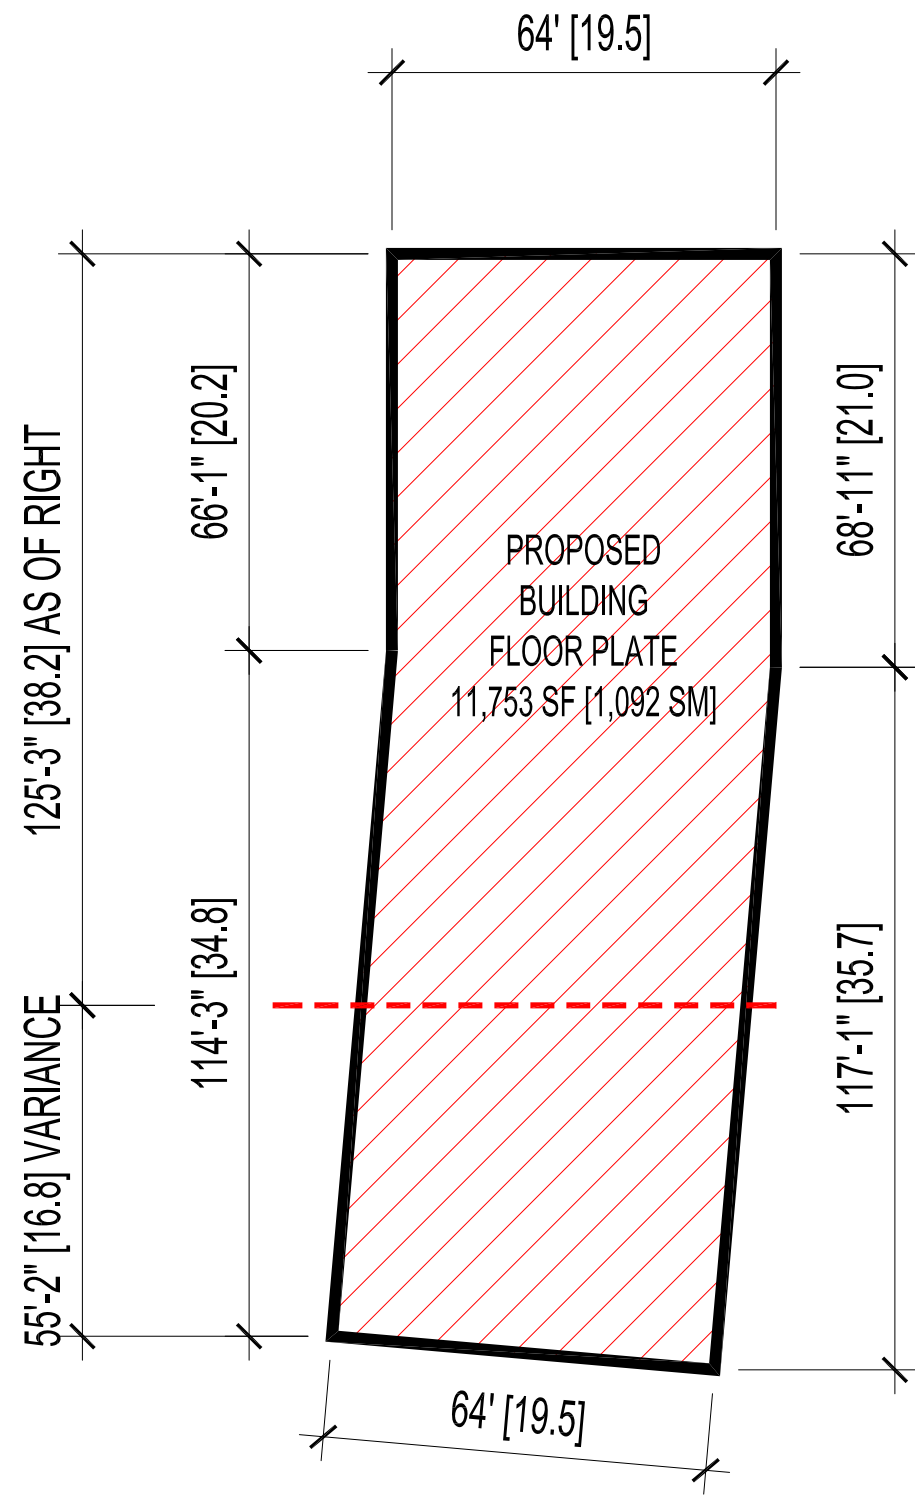 64' [19.5]
125'-3" [38.2] AS OF RIGHT
55'-2" [16.8] VARIANCE
66'-1" [20.2]
114'-3" [34.8]
PROPOSED
BUILDING
FLOOR PLATE
11,753 SF [1,092 SM]
68'-11" [21.0]
117'-1" [35.7]
64' [19.5]